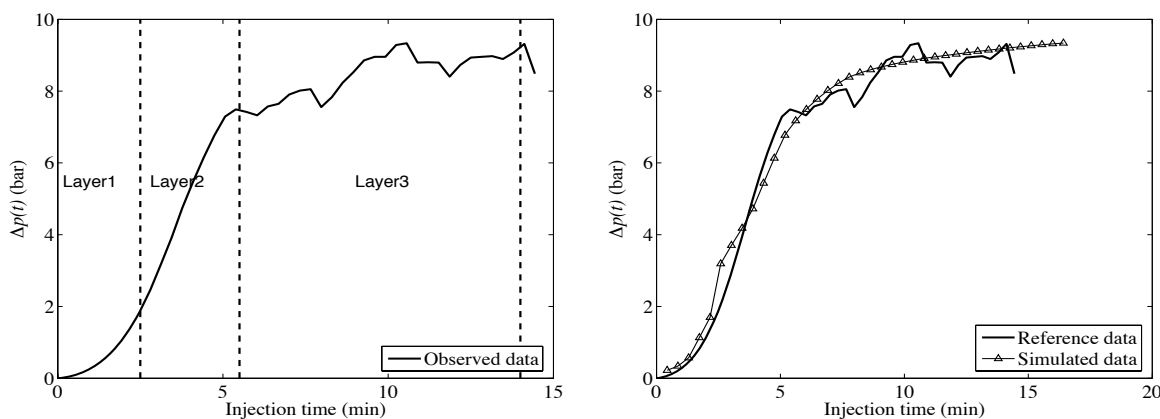 10
8
6
4
2
0
Δp(t) (bar)
Layer1
Layer2
Layer3
Observed data
0
5
10
15
Injection time (min)
10
8
6
4
2
0
Δp(t) (bar)
Reference data
Simulated data
0
5
10
15
20
Injection time (min)